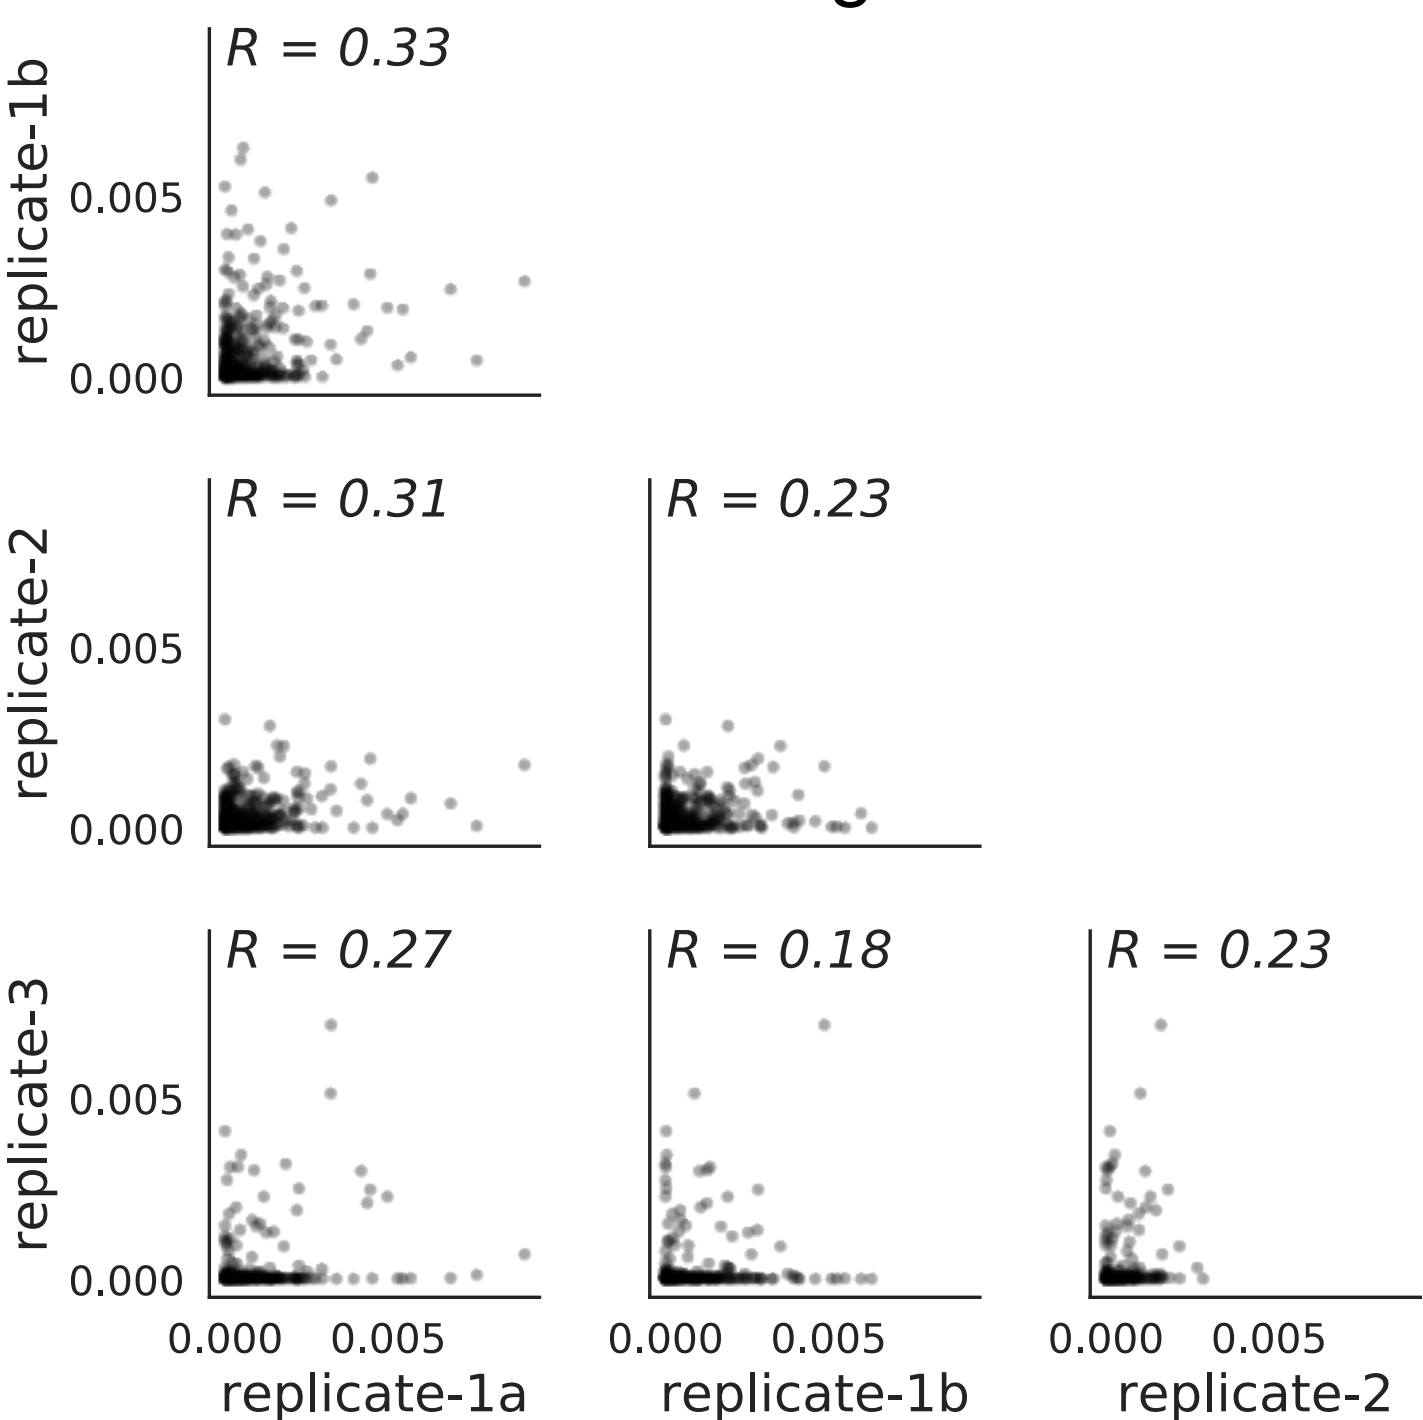 R = 0.33
replicate-1b
0.005
0.000
R = 0.31
R = 0.23
replicate-2
0.005
0.000
R = 0.27
R = 0.18
R = 0.23
replicate-3
0.005
0.000
0.000 0.005
0.000 0.005
0.000 0.005
replicate-1a
replicate-1b
replicate-2